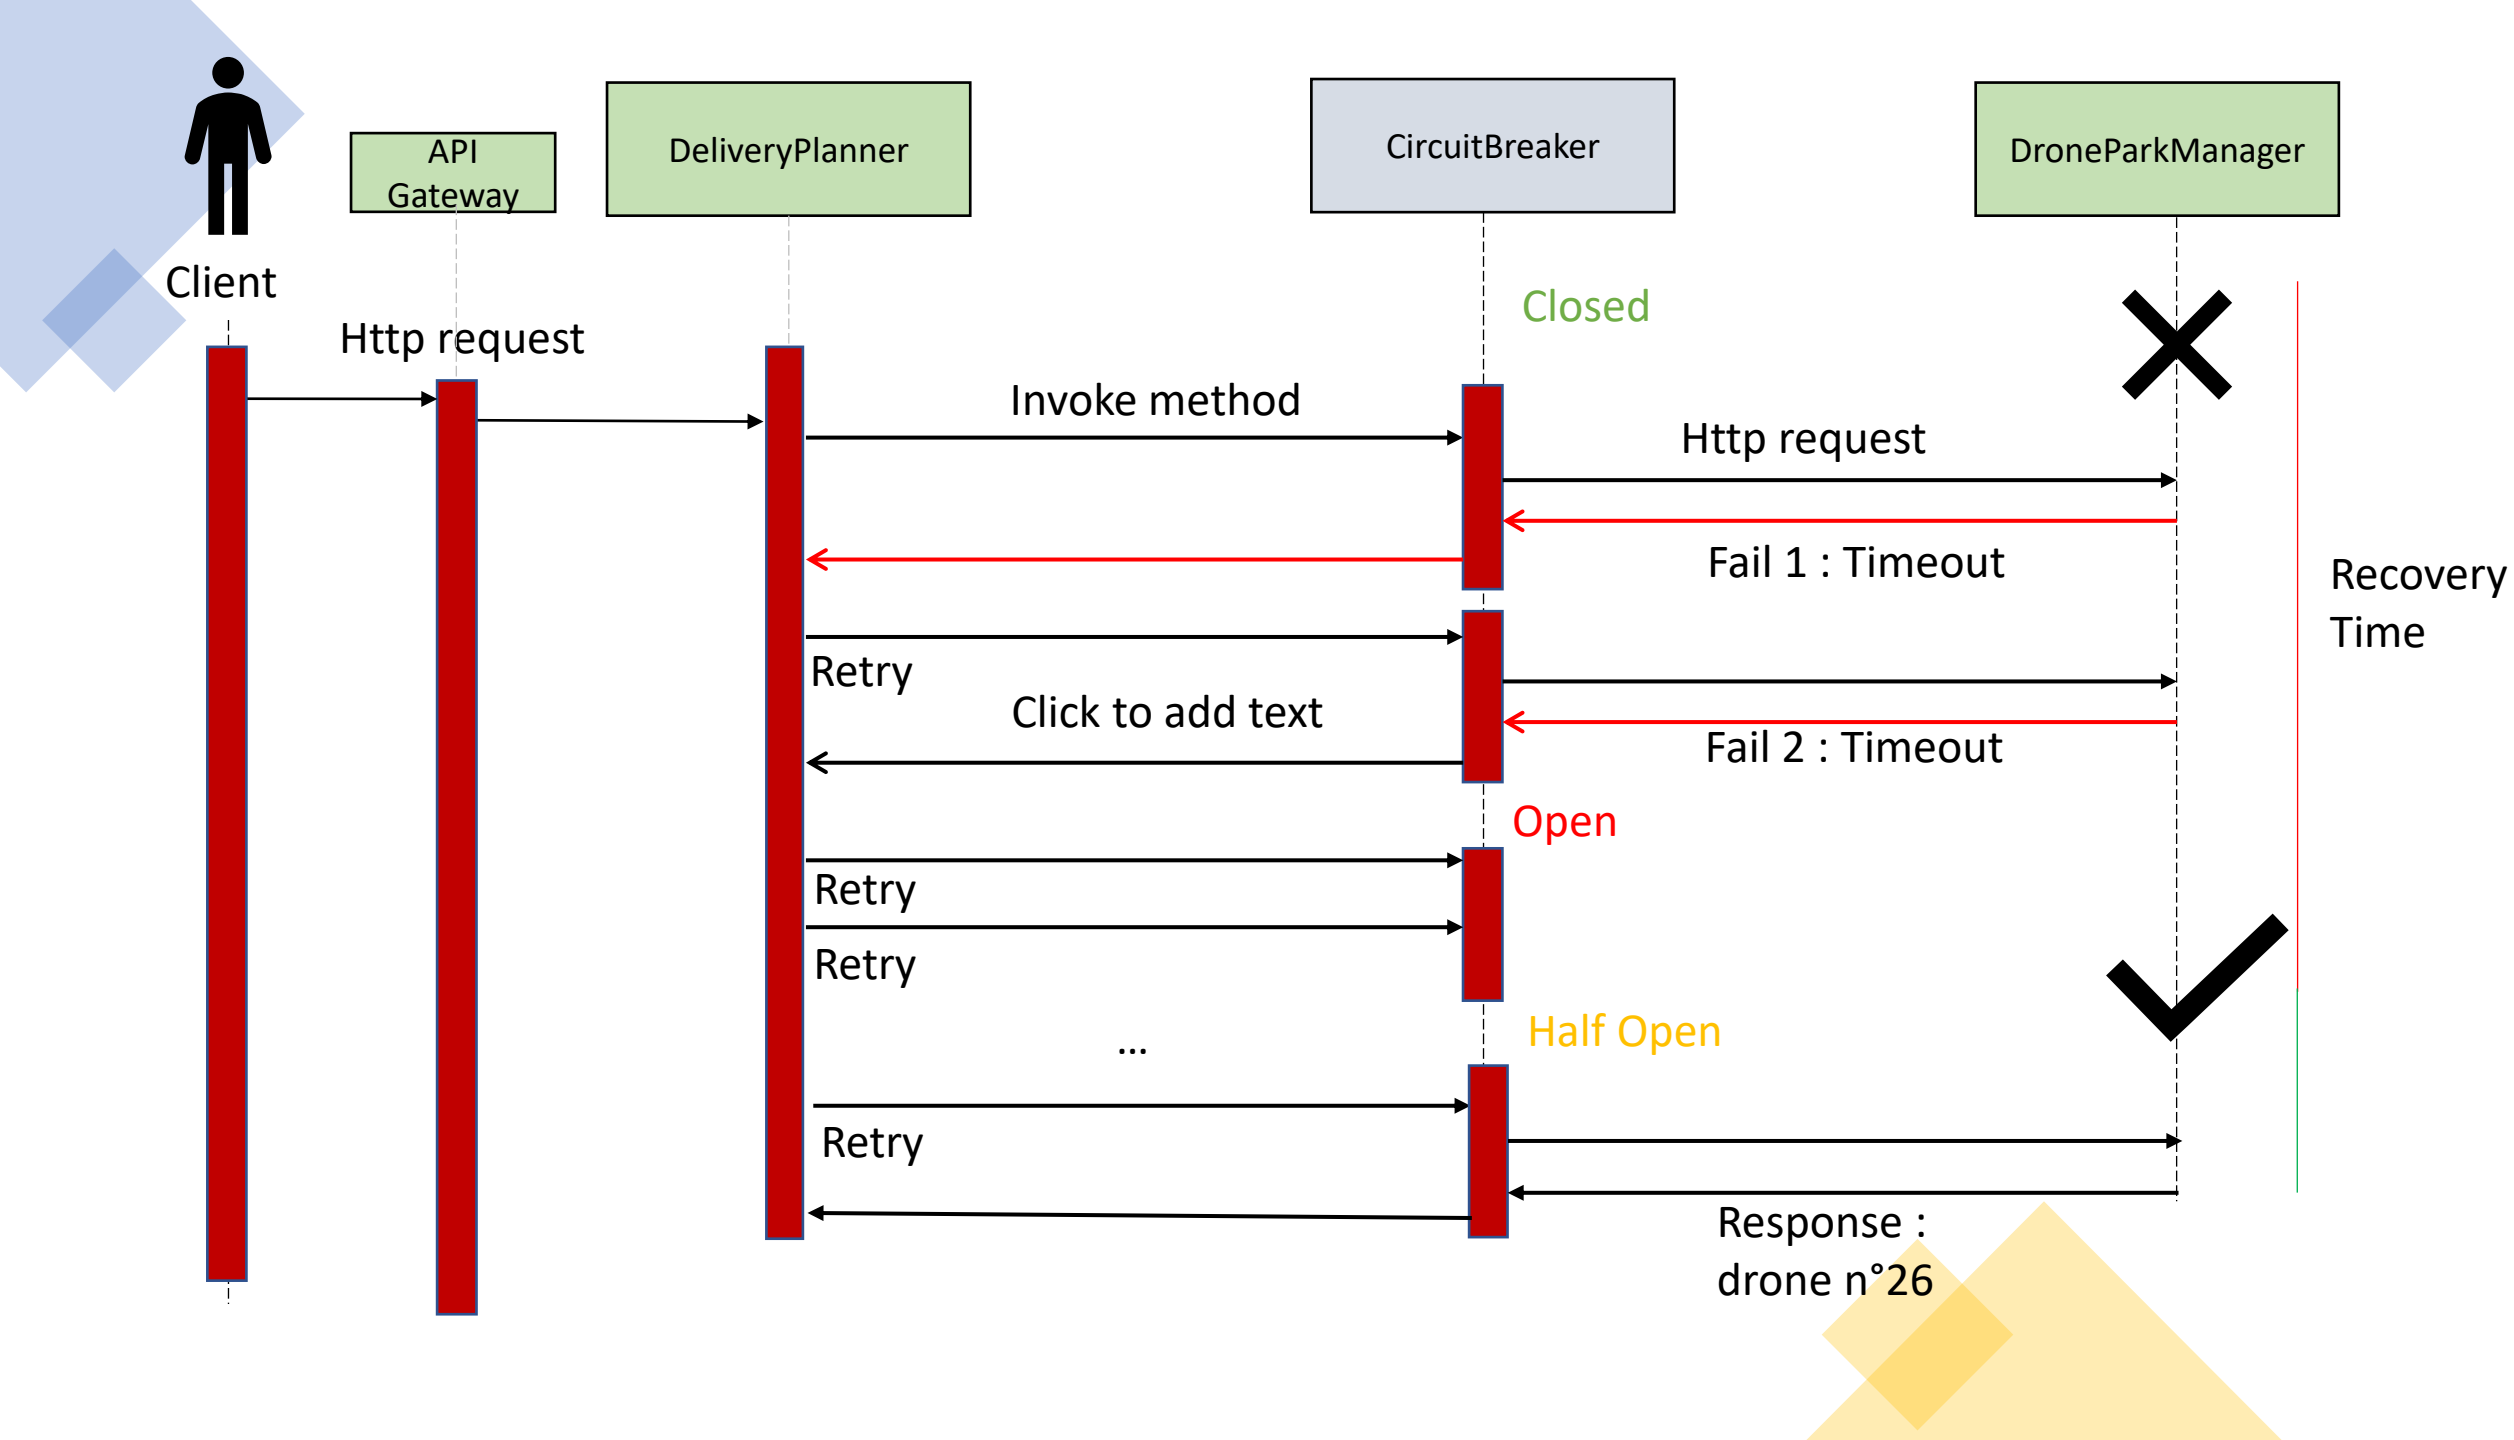 API
Gateway
DeliveryPlanner
CircuitBreaker
DroneParkManager
Client
Closed
Http request
Invoke method
Http request
Fail 1 : Timeout
Recovery
Time
Retry
Click to add text
Fail 2 : Timeout
Open
Retry
Retry
Half Open
...
Retry
Response :
drone n°26